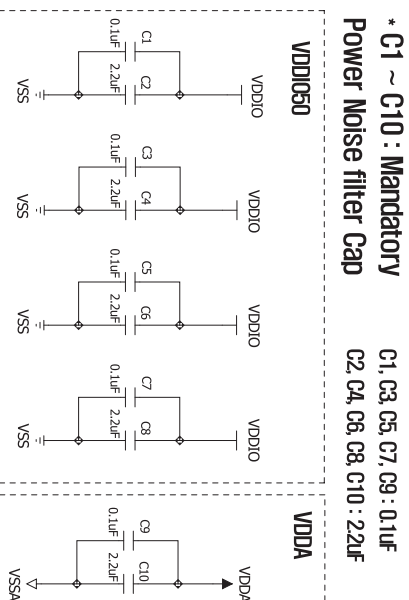 * C1 ~ C10 : Mandatory
Power Noise filter Cap
C1, C3, C5, C7, C9 : 0.1uF
C2, C4, C6, C8, C10 : 2.2uF
VDDIO50
VDDIO
C1
C2
0.1uF
2.2uF
VSS
VDDIO
C3
C4
0.1uF
2.2uF
VSS
VDDIO
C5
C6
0.1uF
2.2uF
VSS
VDDIO
C7
C8
0.1uF
2.2uF
VSS
VDDA
VDDA
C9
C10
0.1uF
2.2uF
VSSA